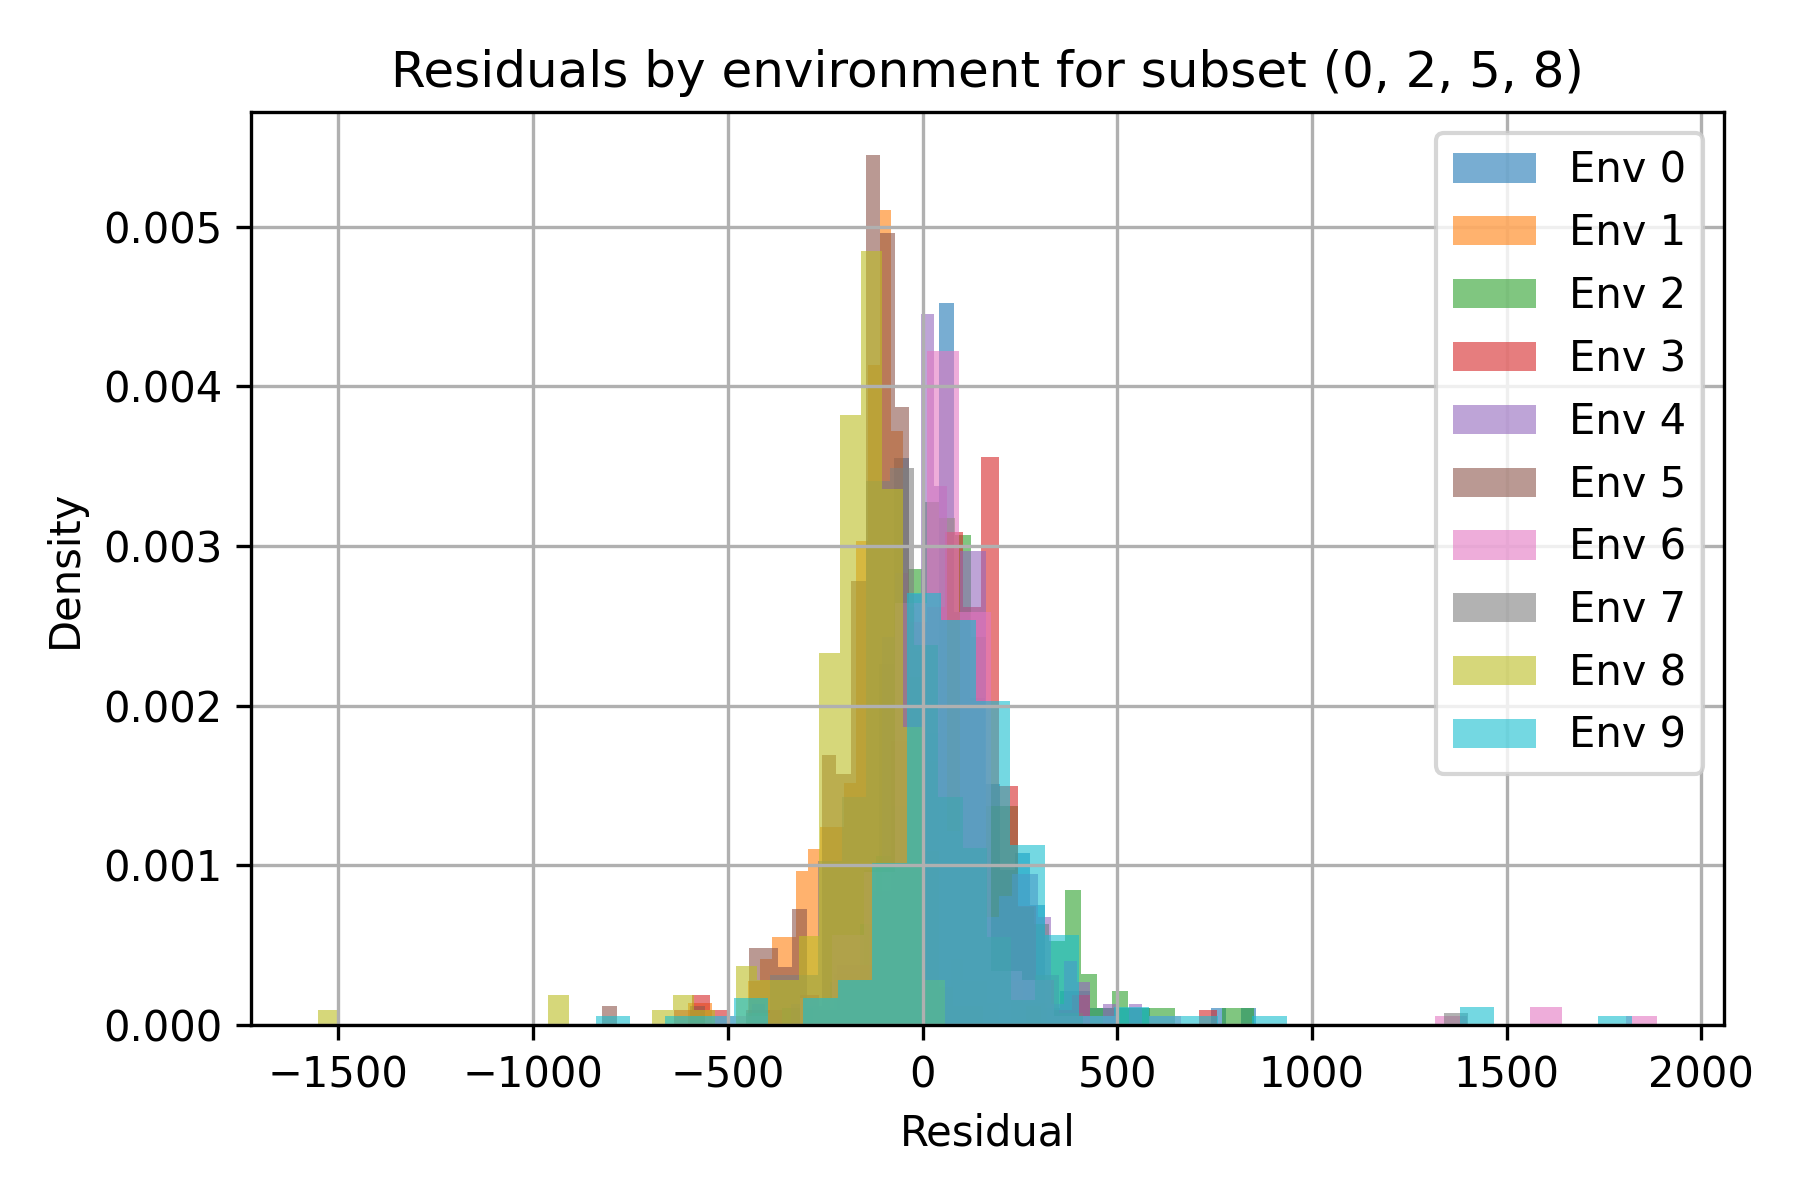 Residuals by environment for subset (0, 2, 5, 8)
Density
0.005
0.004
0.003
0.002
0.001
0.000
−1500
−1000
−500
0
500
1000
1500
2000
Residual
Env 0
Env 1
Env 2
Env 3
Env 4
Env 5
Env 6
Env 7
Env 8
Env 9